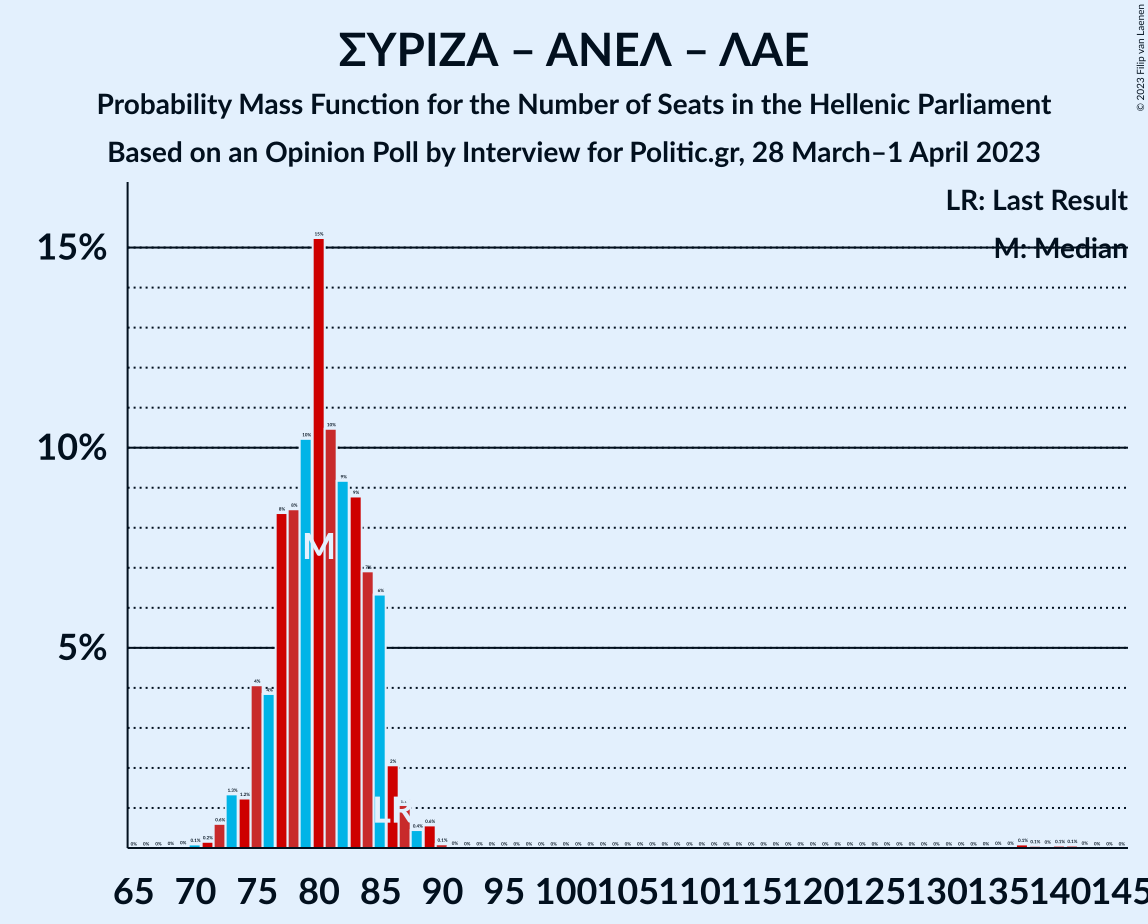 ΣΥΡΙΖΑ – ΑΝΕΛ – ΛΑΕ
Probability Mass Function for the Number of Seats in the Hellenic Parliament
Based on an Opinion Poll by Interview for Politic.gr, 28 March–1 April 2023
© 2023 Filip van Laenen
LR: Last Result
M: Median
15%
10%
5%
M
LR
65 70 75 80 85 90 95 100 105 110 115 120 125 130 135 140 145